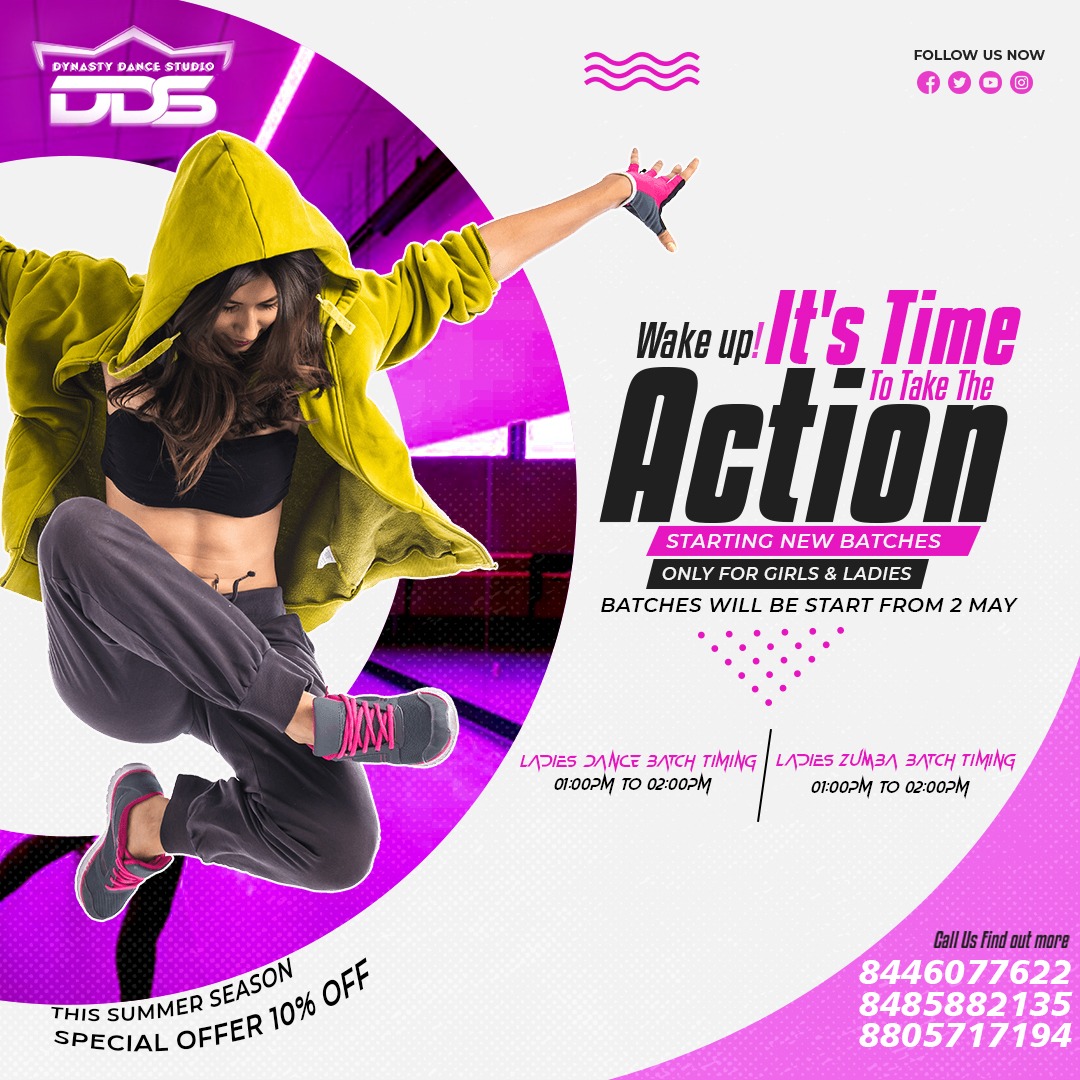 DYNASTY DANCE STUDIO
DDS
FOLLOW US NOW
Wake up! It's Time
To Take The
Action
STARTING NEW BATCHES
ONLY FOR GIRLS & LADIES
BATCHES WILL BE START FROM 2 MAY
LADIES DANCE BATCH TIMING
01:00PM TO 02:00PM
LADIES ZUMBA BATCH TIMING
01:00PM TO 02:00PM
THIS SUMMER SEASON
SPECIAL OFFER 10% OFF
Call Us Find out more
8446077622
8485882135
8805717194